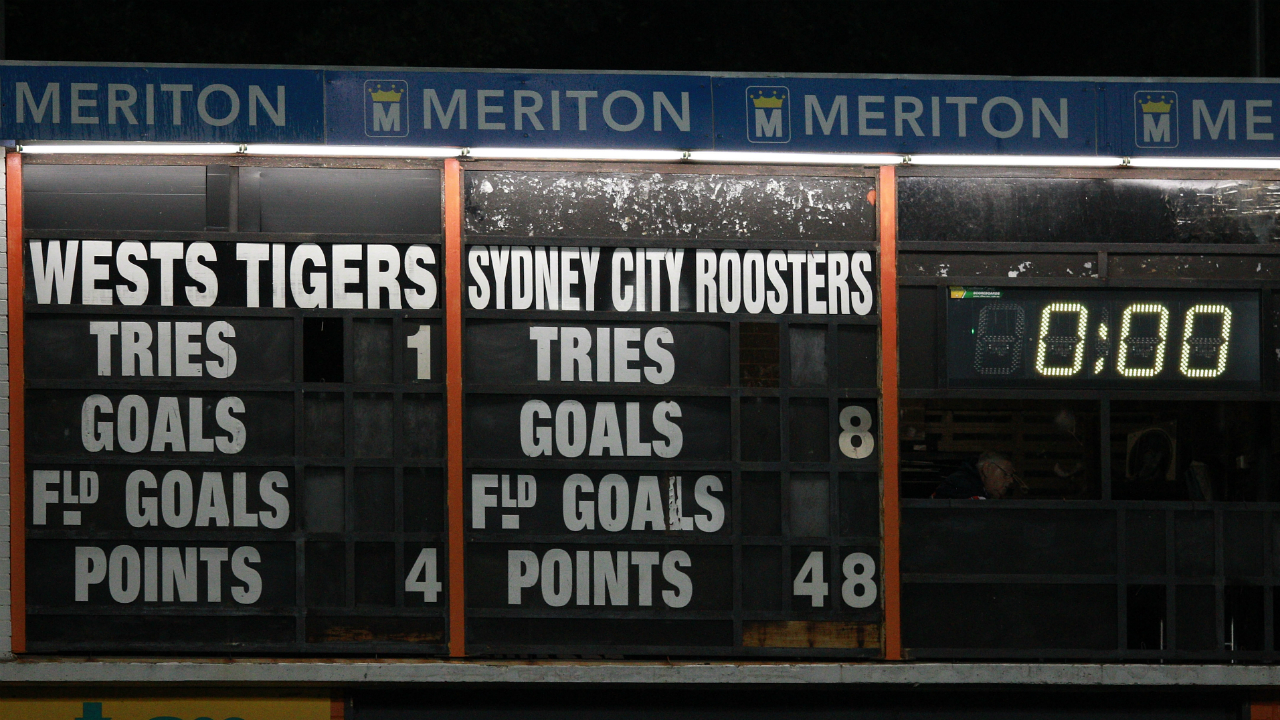 MERITON M MERITON M MERITON M ME
WESTS TIGERS
TRIES 1
GOALS
FLD GOALS
POINTS 4
SYDNEY CITY ROOSTERS
TRIES
GOALS 8
FLD GOALS
POINTS 48
0:00